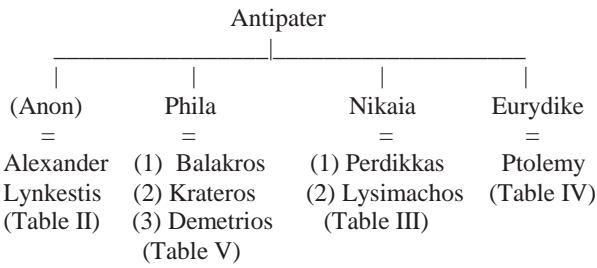 Antipater
(Anon) Phila Nikaia Eurydike
= = = =
Alexander (1) Balakros (1) Perdikkas Ptolemy
Lynkestis (2) Krateros (2) Lysimachos (Table IV)
(Table II) (3) Demetrios (Table III)
(Table V)